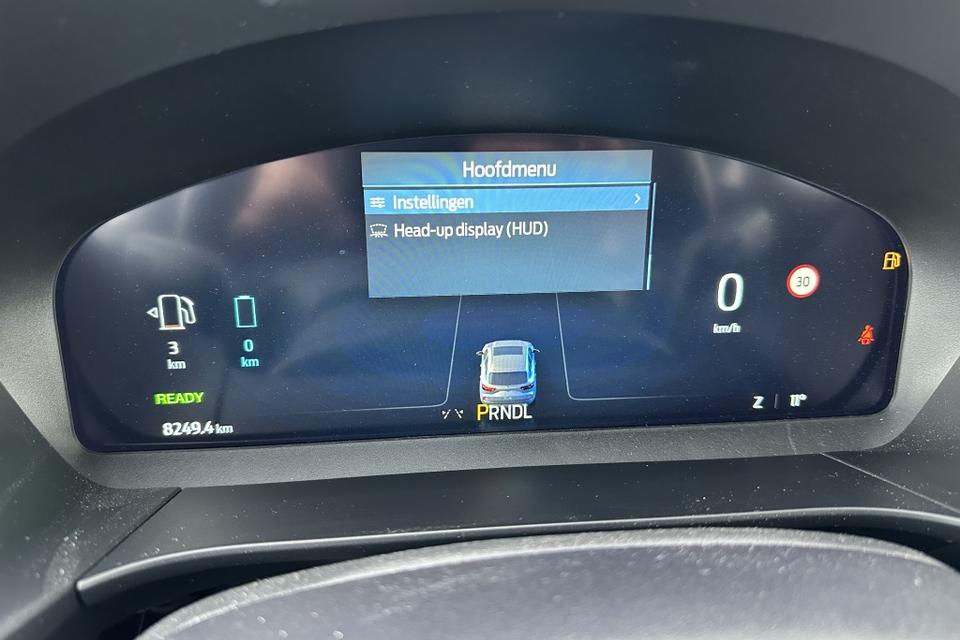 Hoofdmenu
Instellingen
Head-up display (HUD)
0
km/h
30
3
km
0
km
READY
8249.4 km
PRNDL
Z
11°